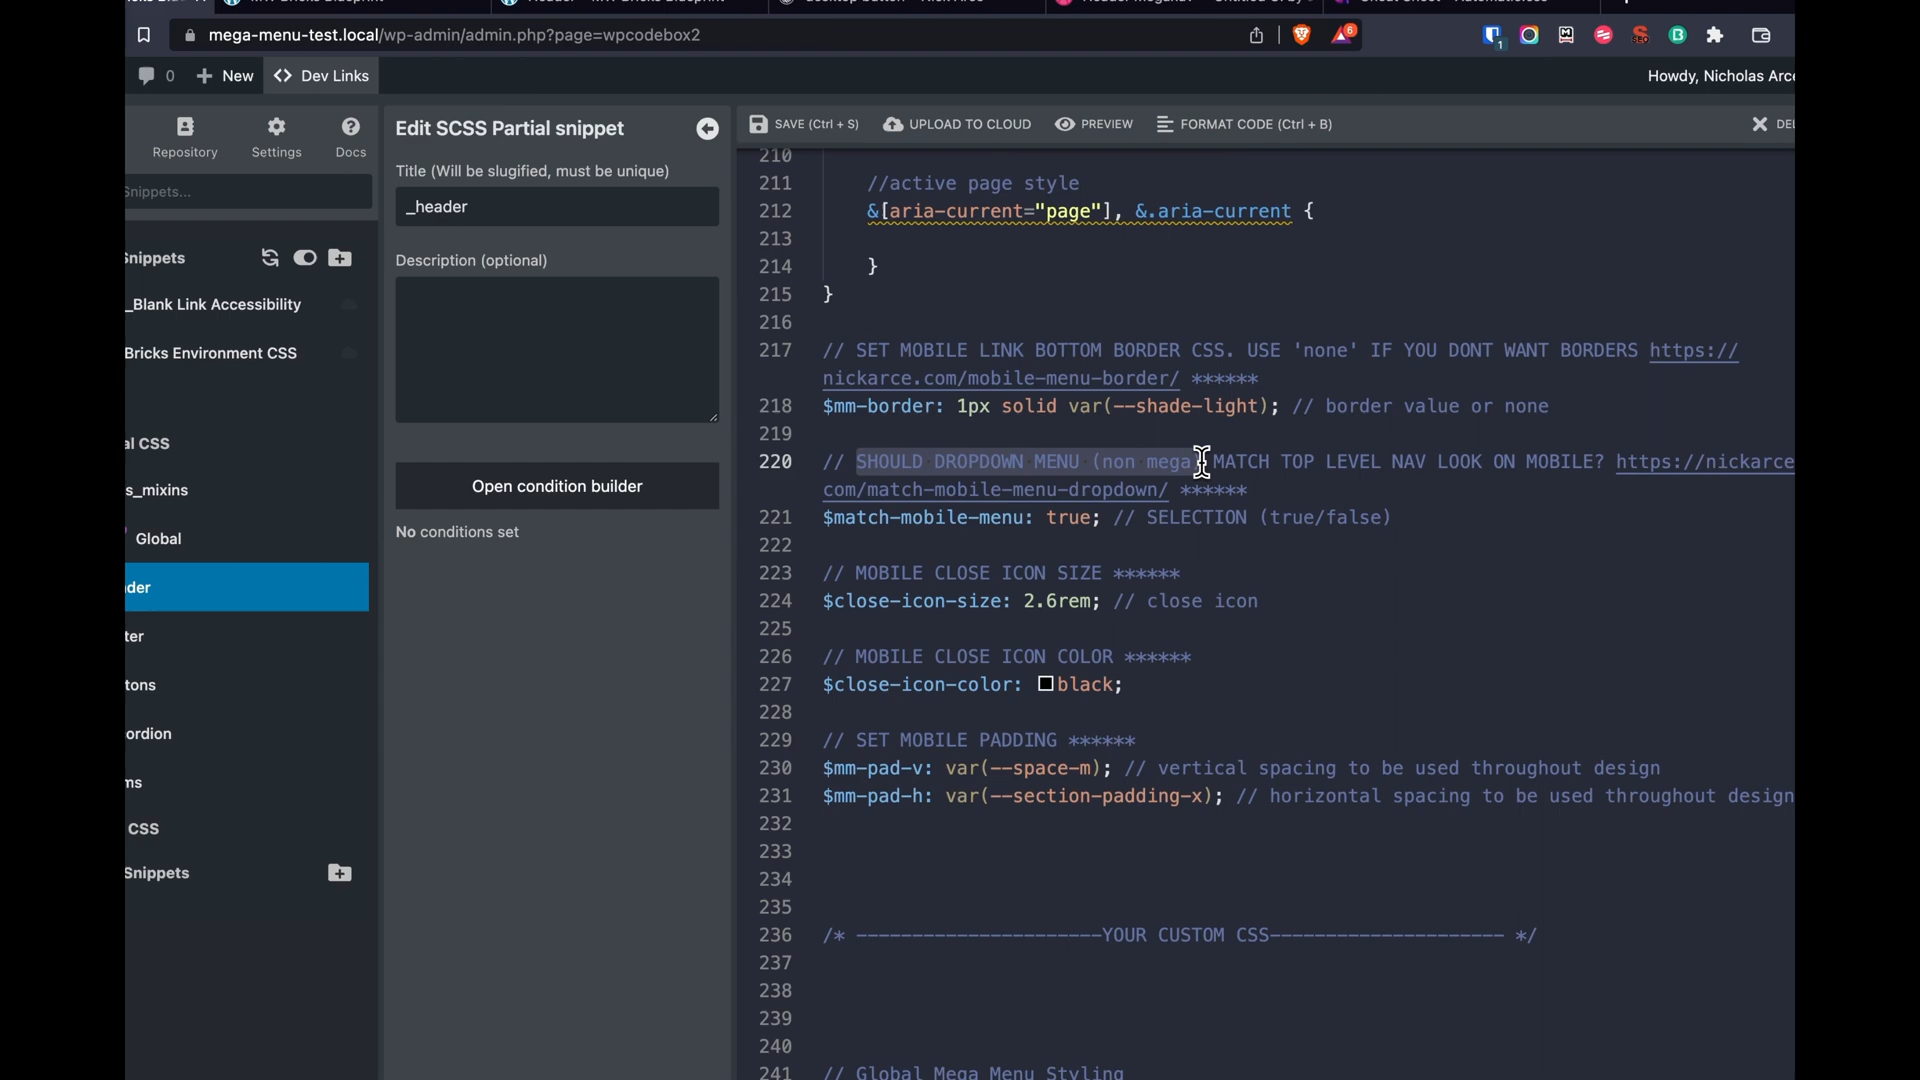 mega-menu-test.local/wp-admin/admin.php?page=wpcodebox2
6
1
0
New
Dev Links
Howdy, Nicholas Arce
Repository
Settings
Docs
Snippets...
Snippets
_Blank Link Accessibility
Bricks Environment CSS
al CSS
s_mixins
Global
der
ter
tons
ordion
ms
CSS
Snippets
Edit SCSS Partial snippet
Title (Will be slugified, must be unique)
_header
Description (optional)
Open condition builder
No conditions set
SAVE (Ctrl + S)
UPLOAD TO CLOUD
PREVIEW
FORMAT CODE (Ctrl + B)
DEL
210
211 //active page style
212 &[aria-current="page"], &.aria-current {
213
214 }
215 }
216
217 // SET MOBILE LINK BOTTOM BORDER CSS. USE 'none' IF YOU DONT WANT BORDERS https://
nickarce.com/mobile-menu-border/ ******
218 $mm-border: 1px solid var(--shade-light); // border value or none
219
220 // SHOULD DROPDOWN MENU (non mega) MATCH TOP LEVEL NAV LOOK ON MOBILE? https://nickarce
com/match-mobile-menu-dropdown/ ******
221 $match-mobile-menu: true; // SELECTION (true/false)
222
223 // MOBILE CLOSE ICON SIZE ******
224 $close-icon-size: 2.6rem; // close icon
225
226 // MOBILE CLOSE ICON COLOR ******
227 $close-icon-color: black;
228
229 // SET MOBILE PADDING ******
230 $mm-pad-v: var(--space-m); // vertical spacing to be used throughout design
231 $mm-pad-h: var(--section-padding-x); // horizontal spacing to be used throughout design
232
233
234
235
236 /* ----------------------YOUR CUSTOM CSS--------------------- */
237
238
239
240
241 // Global Mega Menu Styling